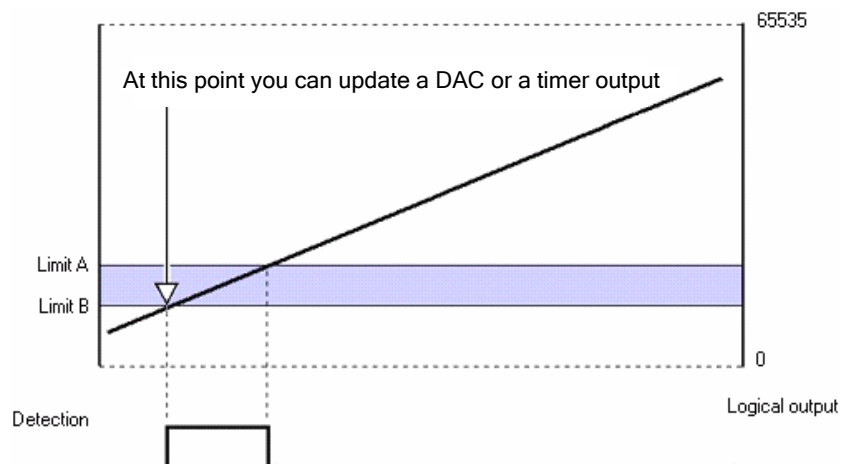 65535
At this point you can update a DAC or a timer output
Limit A
Limit B
0
Logical output
Detection